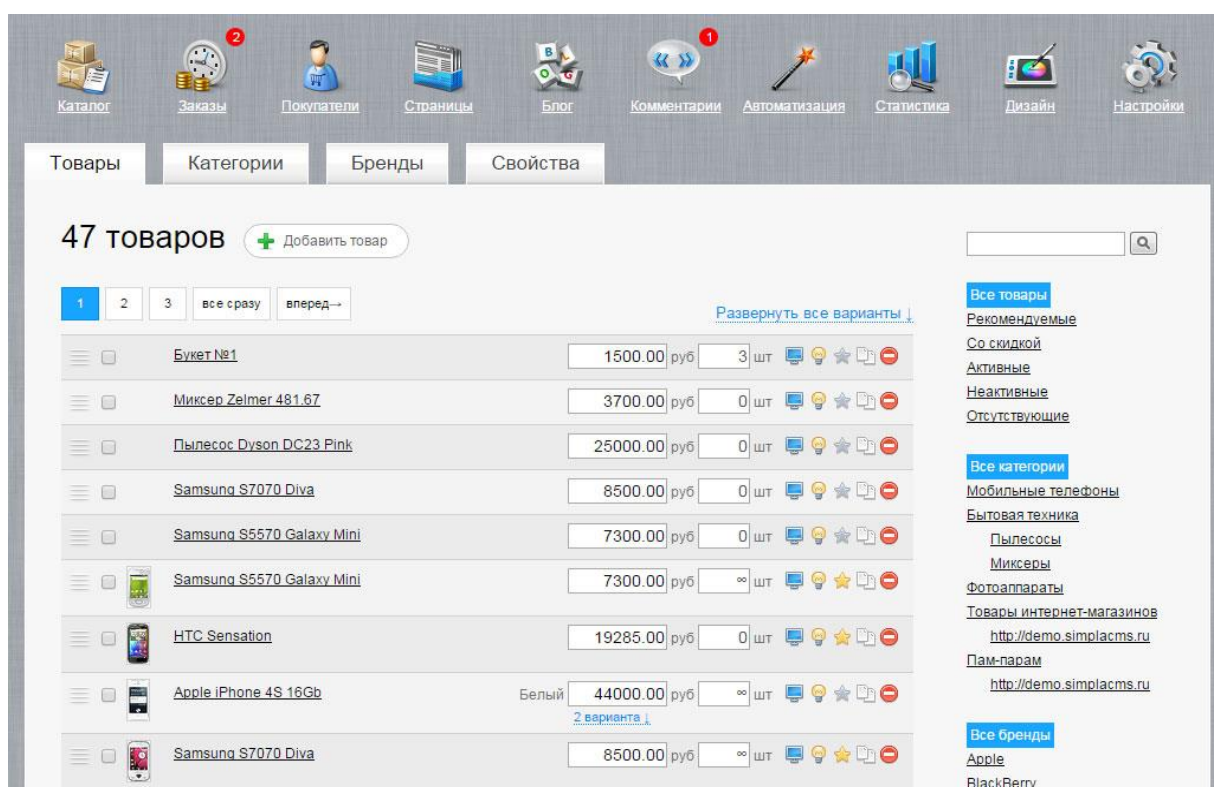 2
1
B L O G
Каталог Заказы Покупатели Страницы Блог Комментарии Автоматизация Статистика Дизайн Настройки
Товары Категории Бренды Свойства
47 товаров Добавить товар
1 2 3 все сразу вперед→
Развернуть все варианты ↓
Букет №1 1500.00 руб 3 шт
Миксер Zelmer 481.67 3700.00 руб 0 шт
Пылесос Dyson DC23 Pink 25000.00 руб 0 шт
Samsung S7070 Diva 8500.00 руб 0 шт
Samsung S5570 Galaxy Mini 7300.00 руб 0 шт
Samsung S5570 Galaxy Mini 7300.00 руб ∞ шт
HTC Sensation 19285.00 руб 0 шт
Apple iPhone 4S 16Gb Белый 44000.00 руб ∞ шт
2 варианта ↓
Samsung S7070 Diva 8500.00 руб ∞ шт
Все товары
Рекомендуемые
Со скидкой
Активные
Неактивные
Отсутствующие
Все категории
Мобильные телефоны
Бытовая техника
Пылесосы
Миксеры
Фотоаппараты
Товары интернет-магазинов
http://demo.simplacms.ru
Пам-парам
http://demo.simplacms.ru
Все бренды
Apple
BlackBerry